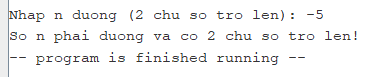 Nhap n duong (2 chu so tro len): -5
So n phai duong va co 2 chu so tro len!
-- program is finished running --